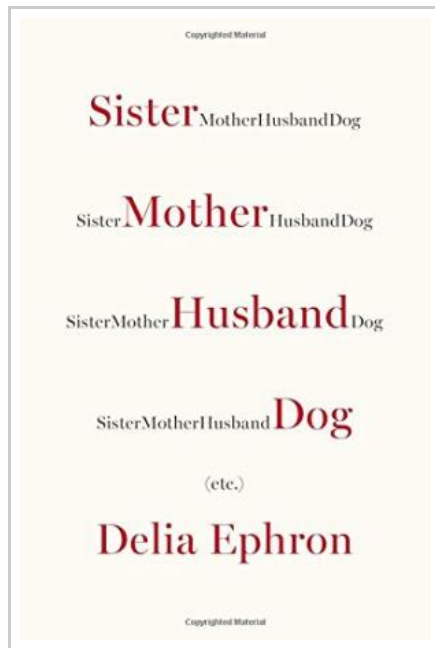 Copyrighted Material
SisterMotherHusbandDog
SisterMotherHusbandDog
SisterMotherHusbandDog
SisterMotherHusbandDog
(etc.)
Delia Ephron
Copyrighted Material